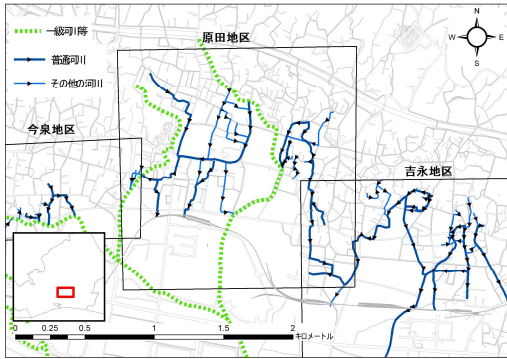 一級河川等
普通河川
その他の河川
原田地区
N
W
E
S
今泉地区
吉永地区
0 0.25 0.5 1 1.5 2
キロメートル